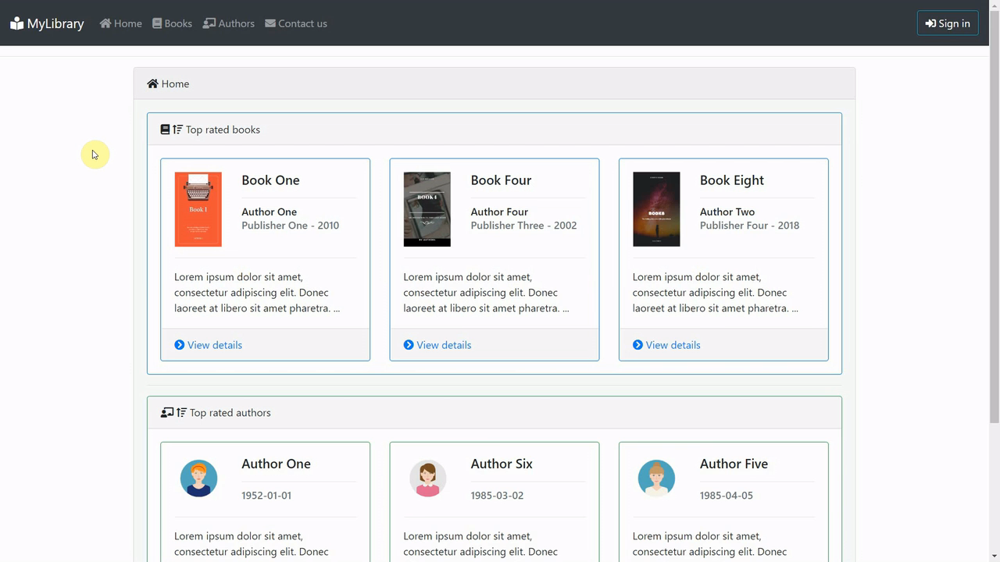 MyLibrary Home Books Authors Contact us Sign in
Home
Top rated books
Book One
Author One
Publisher One - 2010
Lorem ipsum dolor sit amet,
consectetur adipiscing elit. Donec
laoreet at libero sit amet pharetra. ...
View details
Book 1
Book Four
Author Four
Publisher Three - 2002
Lorem ipsum dolor sit amet,
consectetur adipiscing elit. Donec
laoreet at libero sit amet pharetra. ...
View details
BOOK 4
Book Eight
Author Two
Publisher Four - 2018
Lorem ipsum dolor sit amet,
consectetur adipiscing elit. Donec
laoreet at libero sit amet pharetra. ...
View details
BOOK8
Top rated authors
Author One
1952-01-01
Lorem ipsum dolor sit amet,
consectetur adipiscing elit. Donec
Author Six
1985-03-02
Lorem ipsum dolor sit amet,
consectetur adipiscing elit. Donec
Author Five
1985-04-05
Lorem ipsum dolor sit amet,
consectetur adipiscing elit. Donec